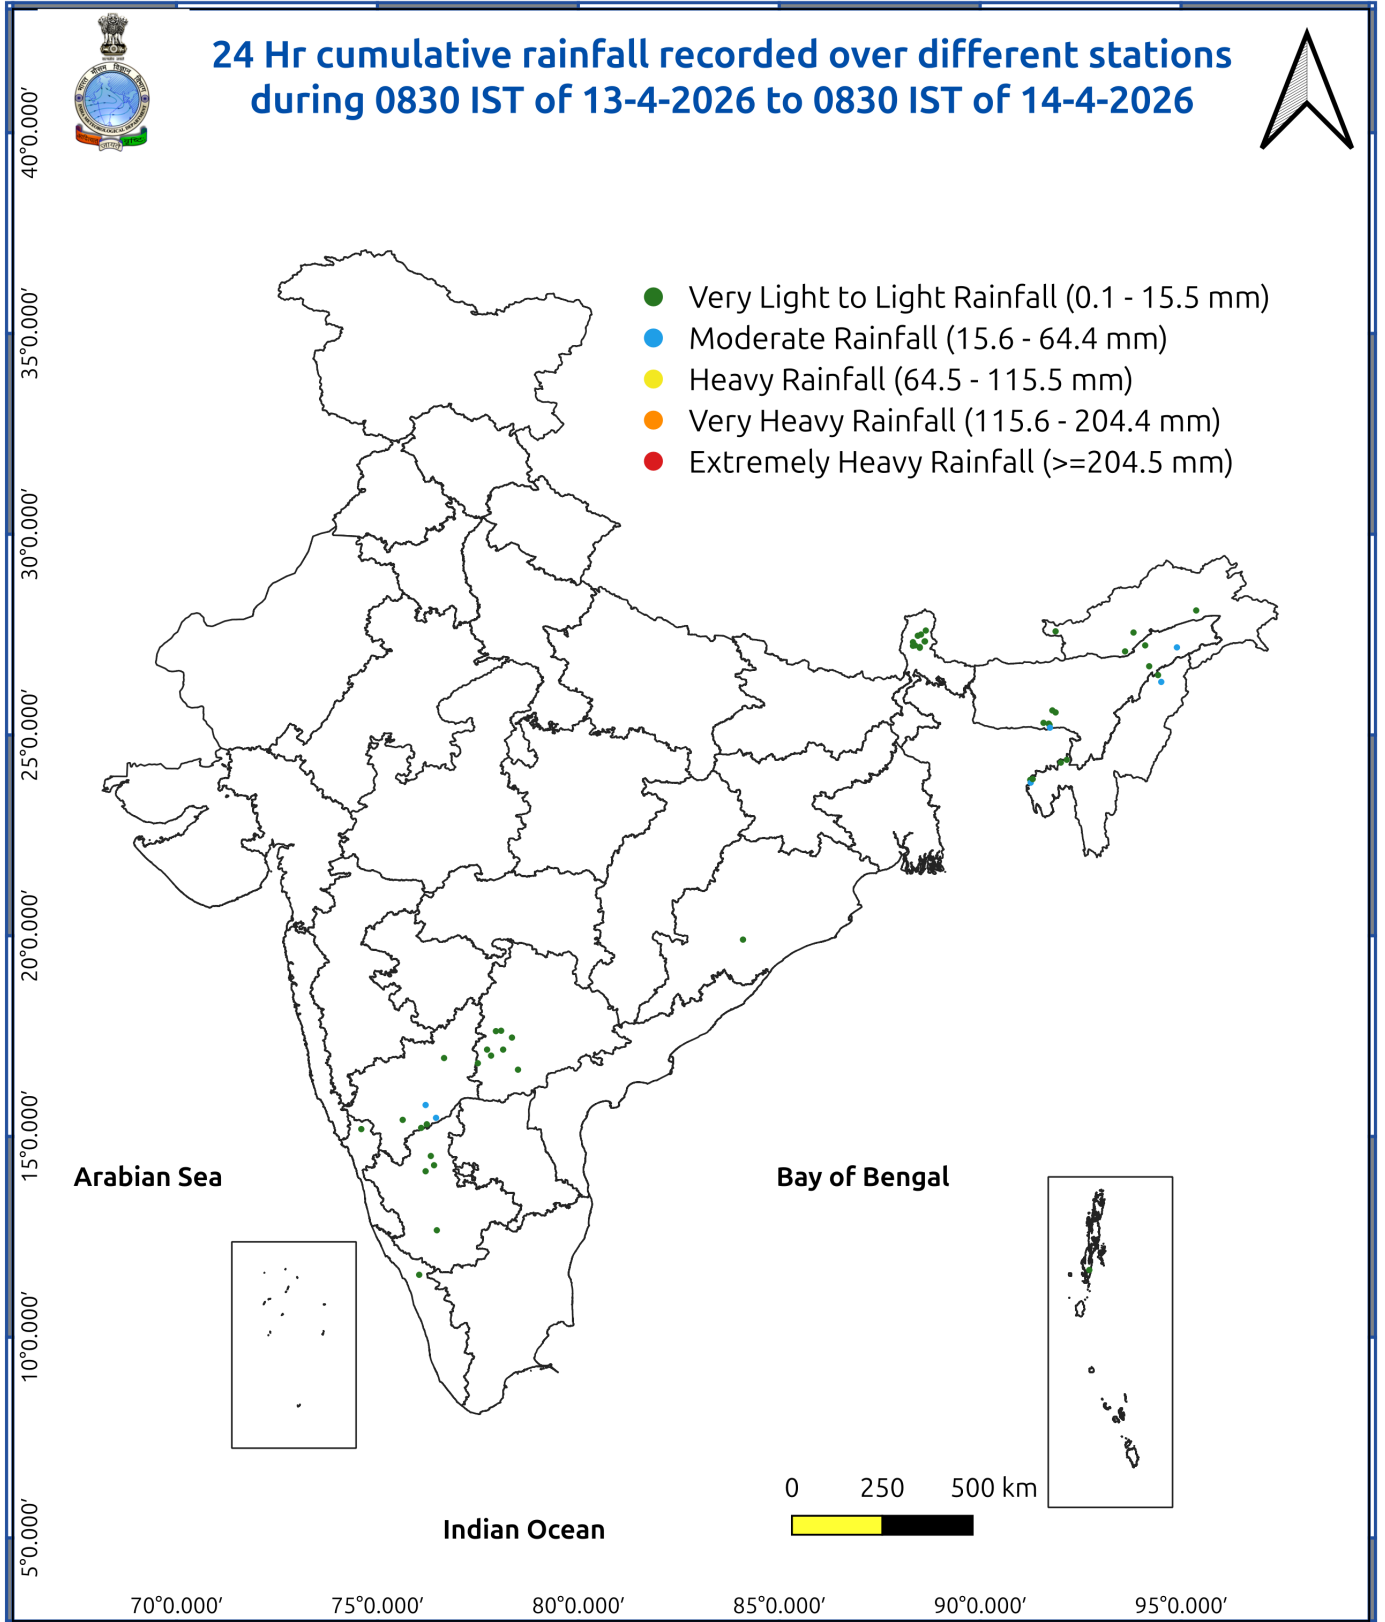 24 Hr cumulative rainfall recorded over different stations
during 0830 IST of 13-4-2026 to 0830 IST of 14-4-2026
Very Light to Light Rainfall (0.1 - 15.5 mm)
Moderate Rainfall (15.6 - 64.4 mm)
Heavy Rainfall (64.5 - 115.5 mm)
Very Heavy Rainfall (115.6 - 204.4 mm)
Extremely Heavy Rainfall (>=204.5 mm)
40°0.000′
35°0.000′
30°0.000′
25°0.000′
20°0.000′
15°0.000′
10°0.000′
5°0.000′
Arabian Sea
Bay of Bengal
Indian Ocean
0 250 500 km
70°0.000′ 75°0.000′ 80°0.000′ 85°0.000′ 90°0.000′ 95°0.000′